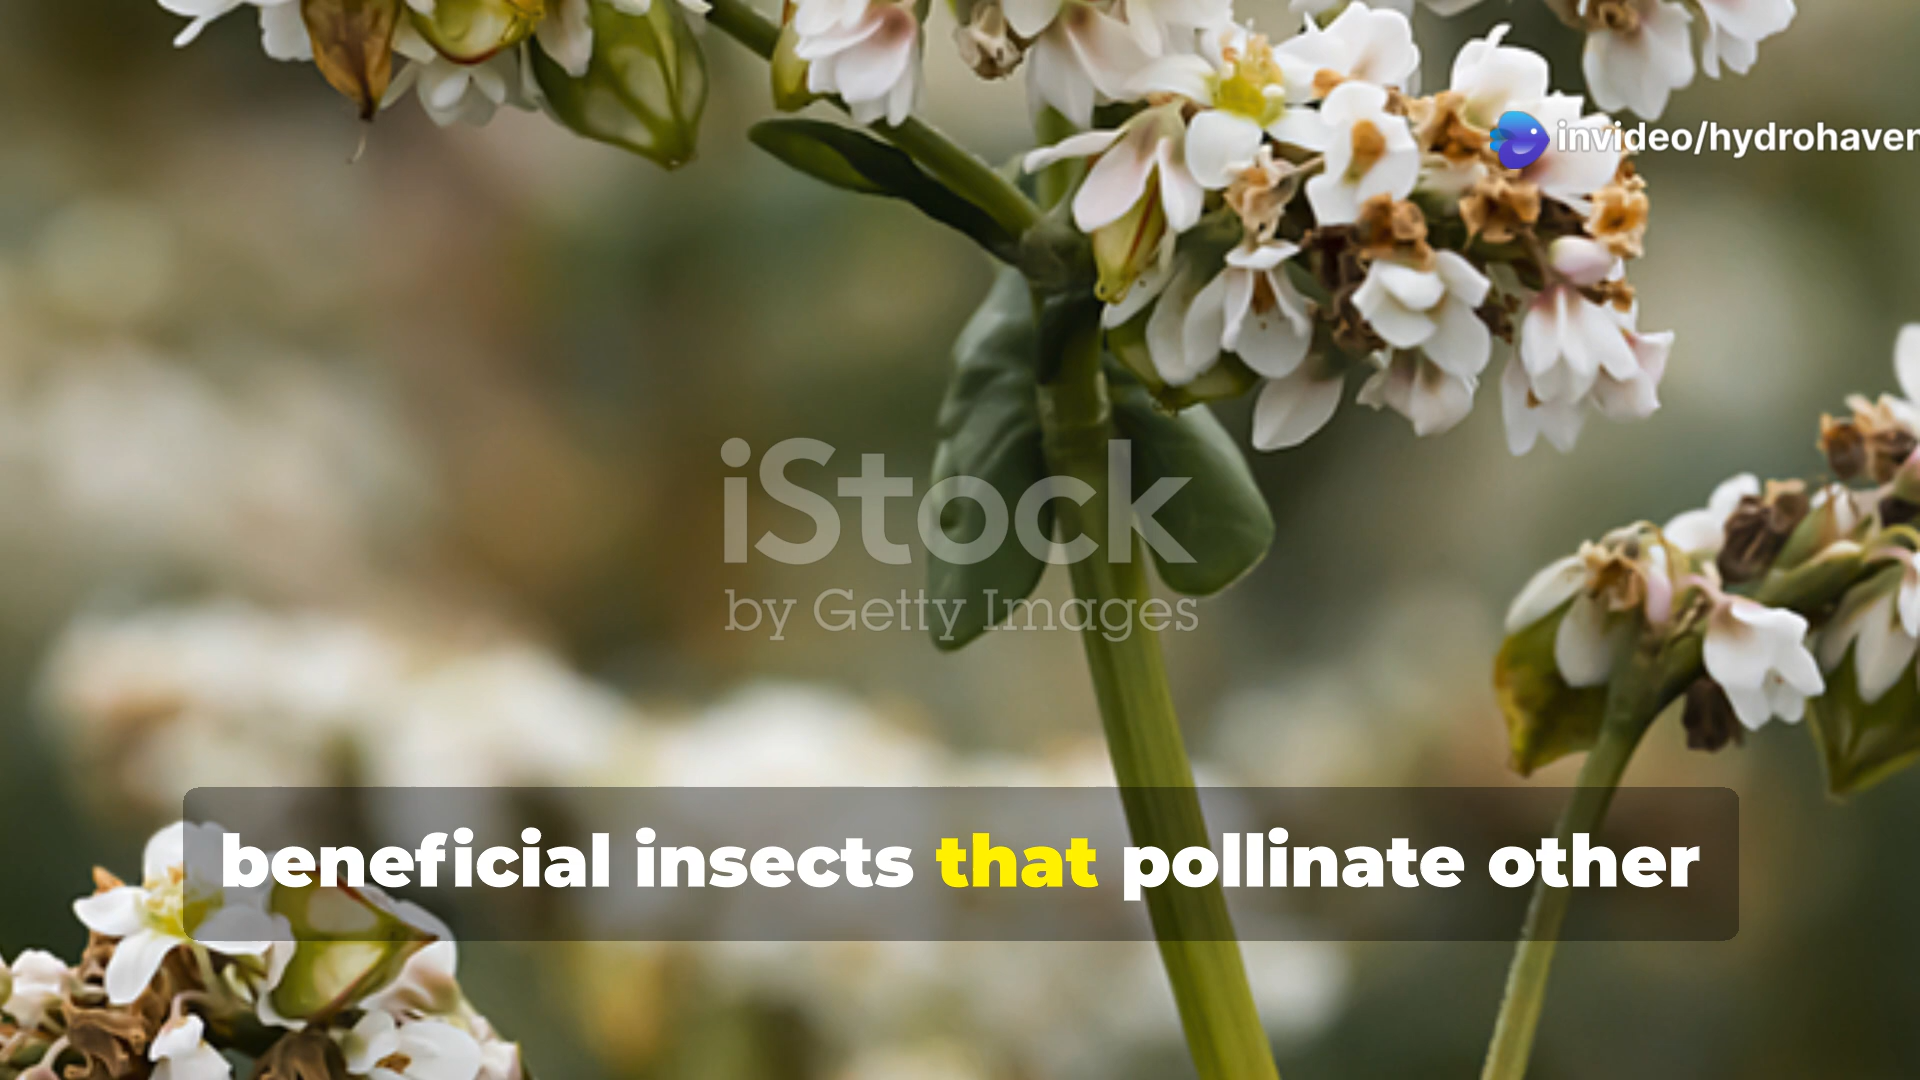 invideo/hydrohaven
iStock
by Getty Images
beneficial insects that pollinate other